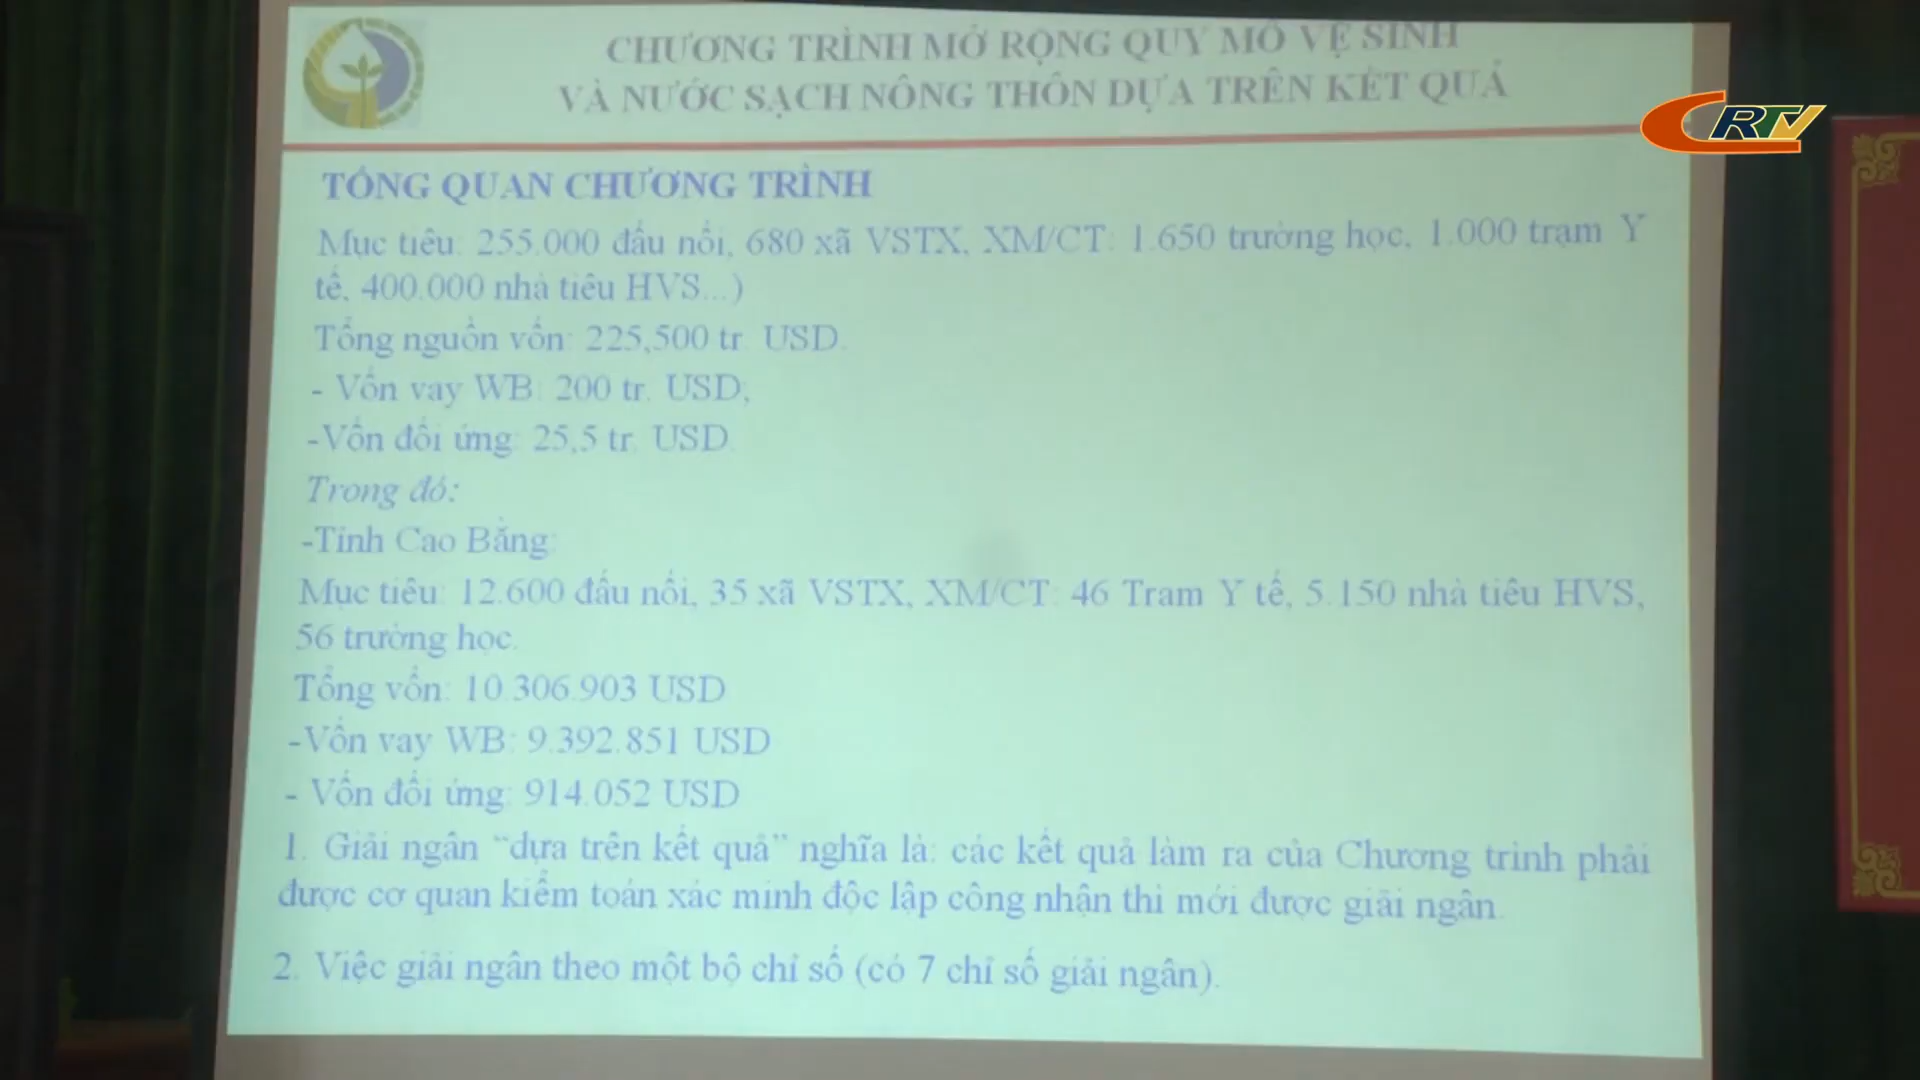 CHƯƠNG TRÌNH MỞ RỘNG QUY MÔ VỆ SINH
VÀ NƯỚC SẠCH NÔNG THÔN DỰA TRÊN KẾT QUẢ
CRTV
TỔNG QUAN CHƯƠNG TRÌNH
Mục tiêu: 255.000 đấu nối, 680 xã VSTX, XM/CT: 1.650 trường học, 1.000 trạm Y
tế, 400.000 nhà tiêu HVS...)
Tổng nguồn vốn: 225,500 tr. USD.
- Vốn vay WB: 200 tr. USD;
-Vốn đối ứng: 25,5 tr. USD.
Trong đó:
-Tỉnh Cao Bằng:
Mục tiêu: 12.600 đấu nối, 35 xã VSTX, XM/CT: 46 Trạm Y tế, 5.150 nhà tiêu HVS,
56 trường học.
Tổng vốn: 10.306.903 USD
-Vốn vay WB: 9.392.851 USD
- Vốn đối ứng: 914.052 USD
1. Giải ngân “dựa trên kết quả” nghĩa là: các kết quả làm ra của Chương trình phải
được cơ quan kiểm toán xác minh độc lập công nhận thì mới được giải ngân.
2. Việc giải ngân theo một bộ chỉ số (có 7 chỉ số giải ngân).